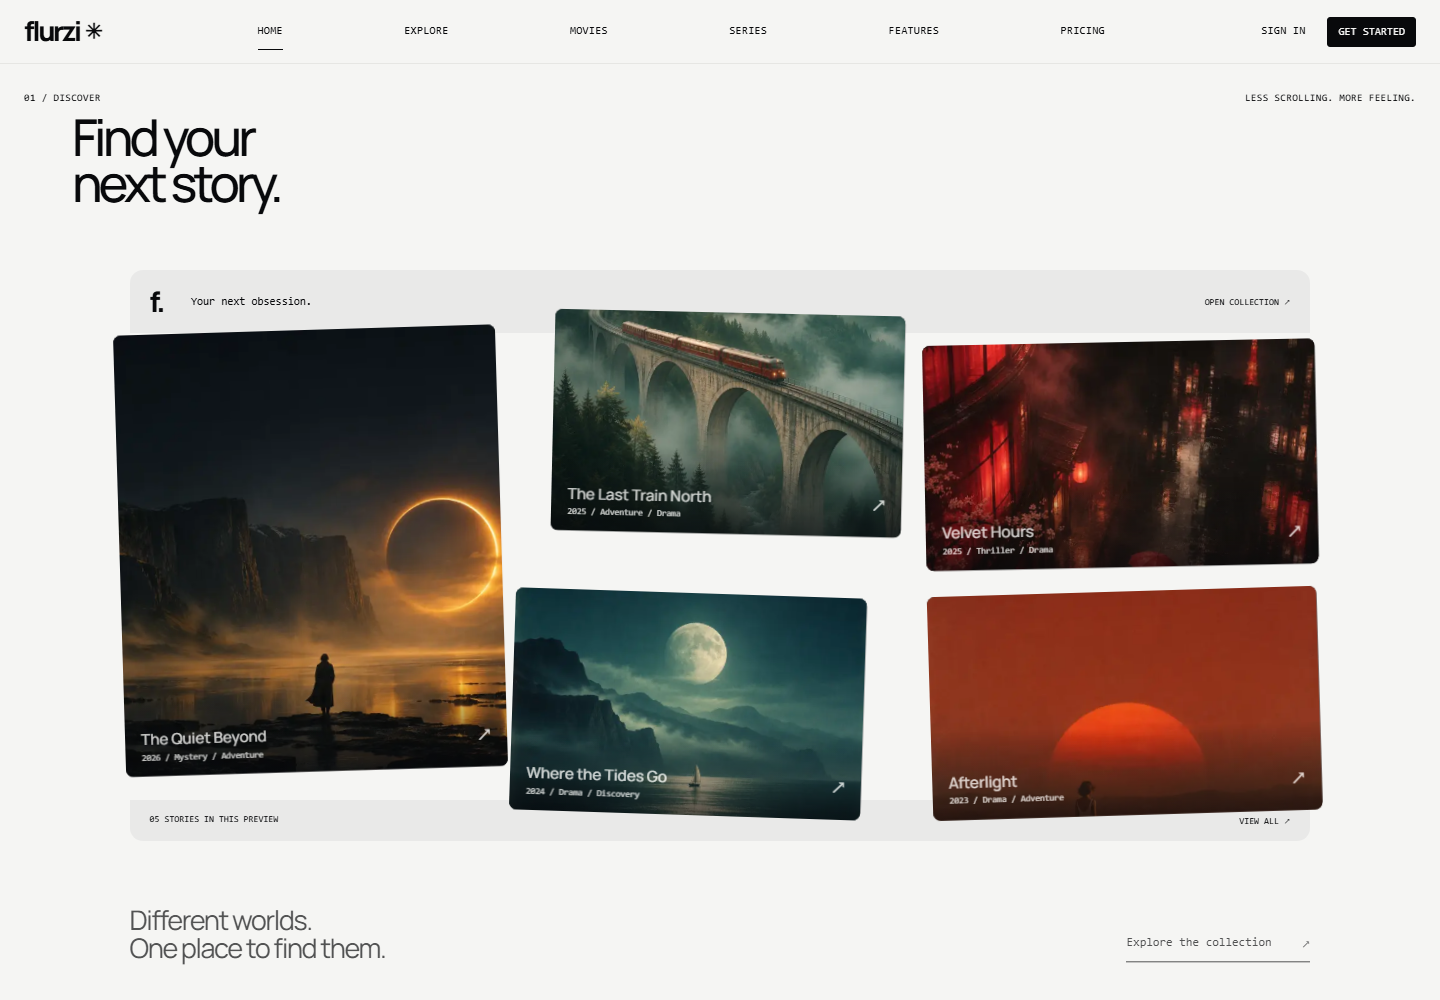 flurzi
HOME
EXPLORE
MOVIES
SERIES
FEATURES
PRICING
SIGN IN
GET STARTED
01 / DISCOVER
LESS SCROLLING. MORE FEELING.
Find your
next story.
f.
Your next obsession.
OPEN COLLECTION ↗
The Quiet Beyond
2026 / Mystery / Adventure
↗
The Last Train North
2025 / Adventure / Drama
↗
Velvet Hours
2025 / Thriller / Drama
↗
Where the Tides Go
2024 / Drama / Discovery
↗
Afterlight
2023 / Drama / Adventure
↗
05 STORIES IN THIS PREVIEW
VIEW ALL ↗
Different worlds.
One place to find them.
Explore the collection ↗